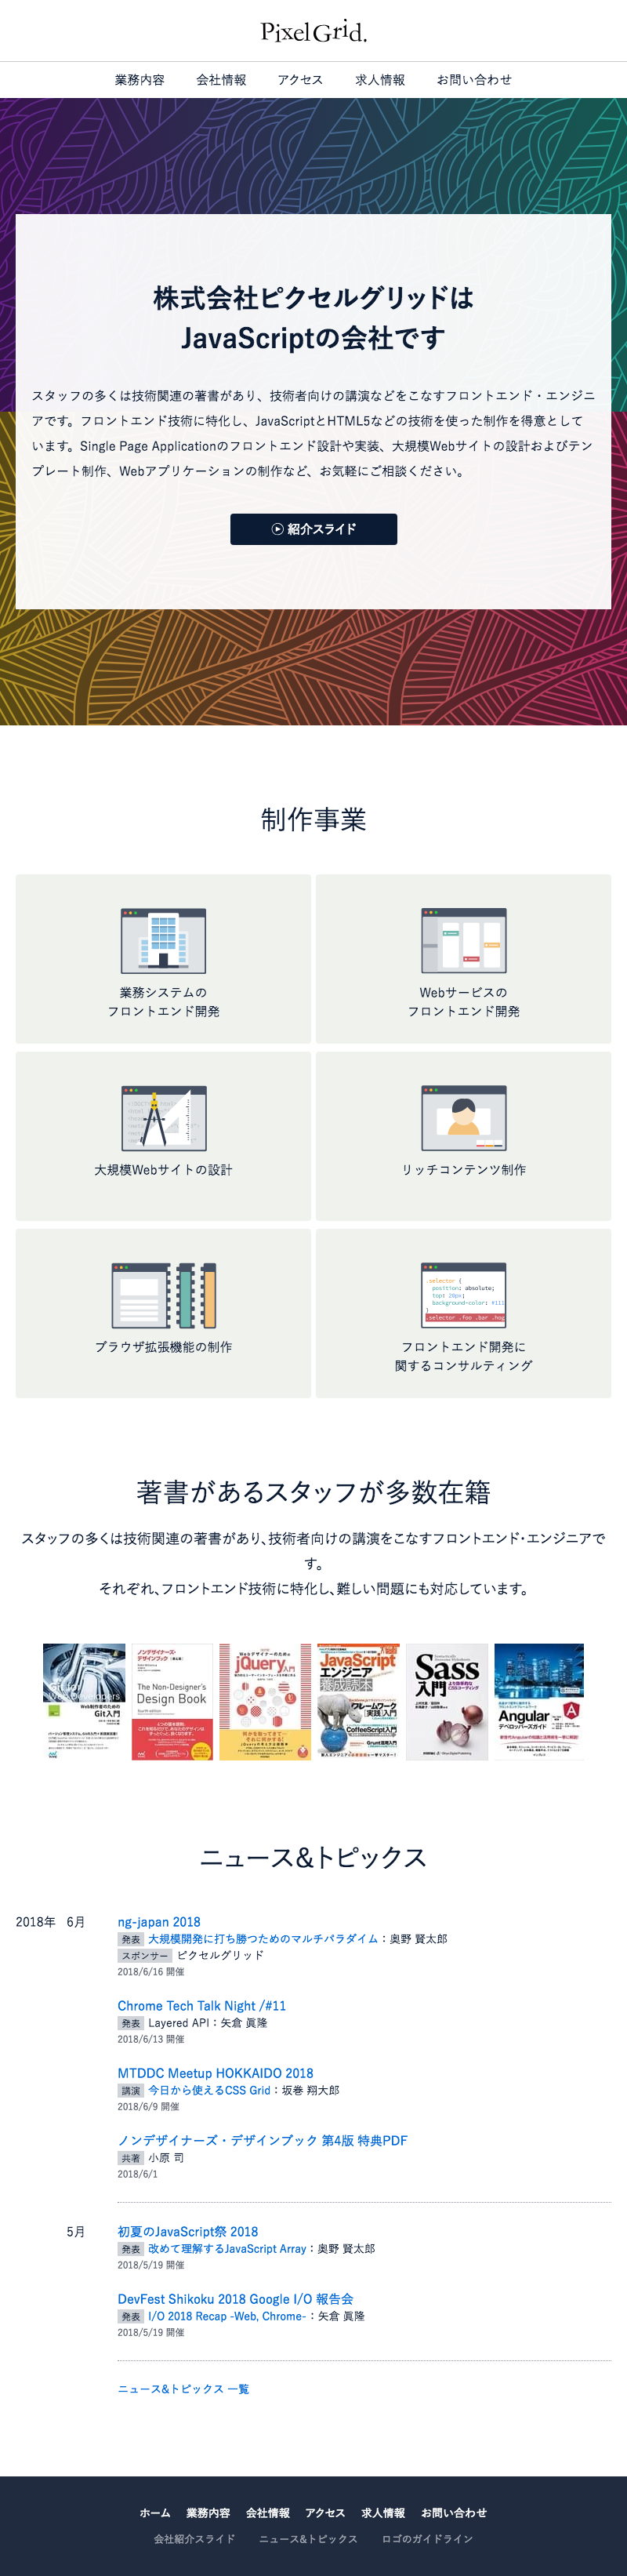 PixelGrid.
業務内容 会社情報 アクセス 求人情報 お問い合わせ
株式会社ピクセルグリッドは
JavaScriptの会社です
スタッフの多くは技術関連の著書があり、技術者向けの講演などをこなすフロントエンド・エンジニ
アです。フロントエンド技術に特化し、JavaScriptとHTML5などの技術を使った制作を得意として
います。Single Page Applicationのフロントエンド設計や実装、大規模Webサイトの設計およびテン
プレート制作、Webアプリケーションの制作など、お気軽にご相談ください。
紹介スライド
制作事業
業務システムの
フロントエンド開発
Webサービスの
フロントエンド開発
大規模Webサイトの設計
リッチコンテンツ制作
.selector {
position: absolute;
top: 20px;
background-color: #111
}
.selector .foo .bar .hog
ブラウザ拡張機能の制作
フロントエンド開発に
関するコンサルティング
著書があるスタッフが多数在籍
スタッフの多くは技術関連の著書があり、技術者向けの講演をこなすフロントエンド・エンジニアで
す。
それぞれ、フロントエンド技術に特化し、難しい問題にも対応しています。
Web制作者のための
Git入門
ノンデザイナーズ・
デザインブック
The Non-Designer's
Design Book
Webデザイナーのための
jQuery入門
JavaScript
エンジニア
養成読本
Sass
入門
Angular
デベロッパーズガイド
ニュース&トピックス
2018年 6月
ng-japan 2018
発表 大規模開発に打ち勝つためのマルチパラダイム：奥野 賢太郎
スポンサー ピクセルグリッド
2018/6/16 開催
Chrome Tech Talk Night /#11
発表 Layered API：矢倉 眞隆
2018/6/13 開催
MTDDC Meetup HOKKAIDO 2018
講演 今日から使えるCSS Grid：坂巻 翔大郎
2018/6/9 開催
ノンデザイナーズ・デザインブック 第4版 特典PDF
共著 小原 司
2018/6/1
5月
初夏のJavaScript祭 2018
発表 改めて理解するJavaScript Array：奥野 賢太郎
2018/5/19 開催
DevFest Shikoku 2018 Google I/O 報告会
発表 I/O 2018 Recap -Web, Chrome-：矢倉 眞隆
2018/5/19 開催
ニュース&トピックス 一覧
ホーム 業務内容 会社情報 アクセス 求人情報 お問い合わせ
会社紹介スライド ニュース&トピックス ロゴのガイドライン